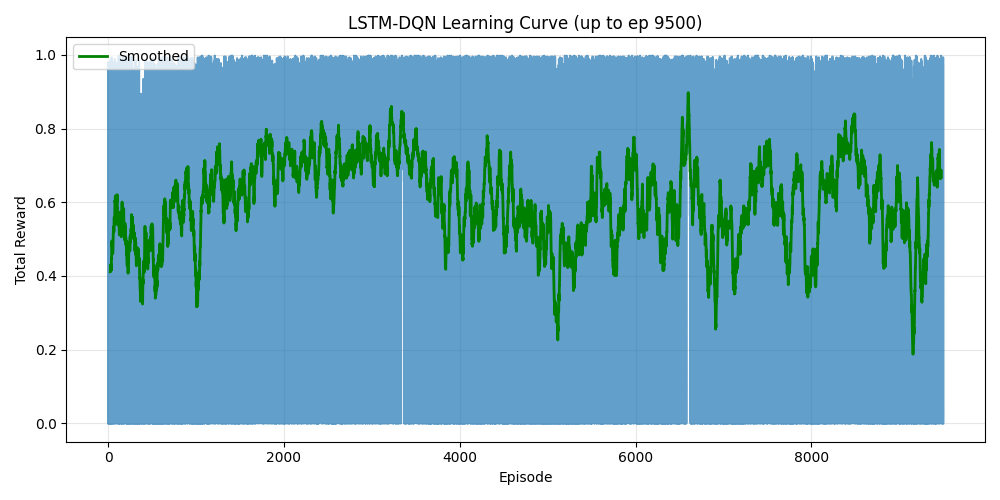 LSTM-DQN Learning Curve (up to ep 9500)
Smoothed
Total Reward
1.0
0.8
0.6
0.4
0.2
0.0
0 2000 4000 6000 8000
Episode